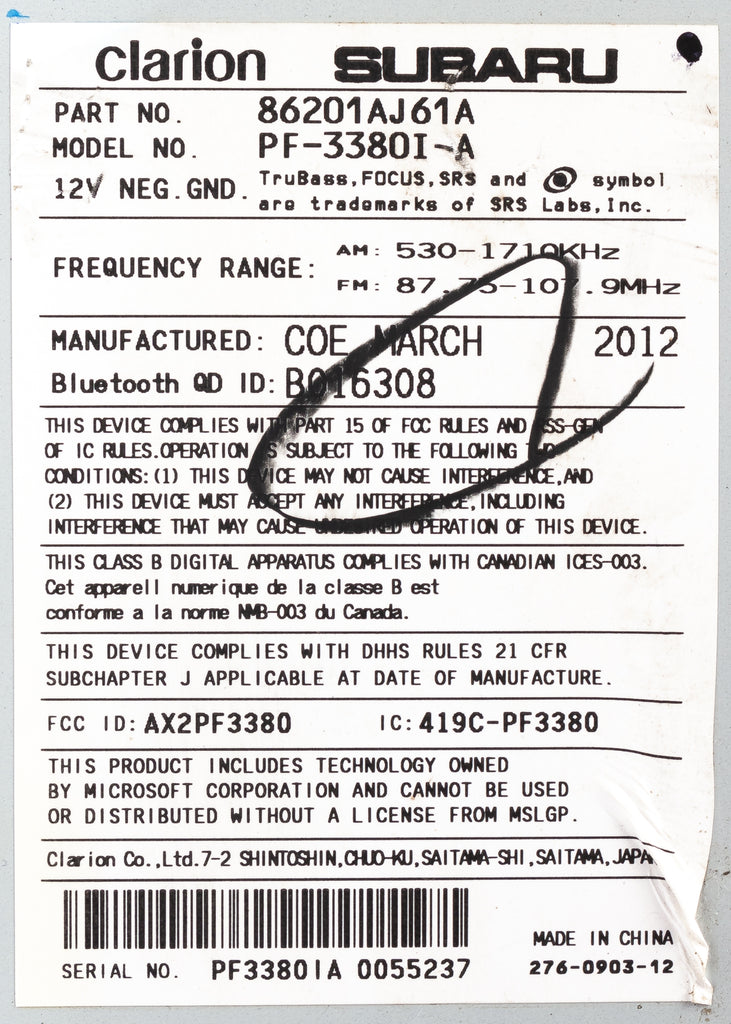 clarion SUBARU
PART NO. 86201AJ61A
MODEL NO. PF-3380I-A
12V NEG.GND. TruBass,FOCUS,SRS and symbol
are trademarks of SRS Labs,Inc.
FREQUENCY RANGE: AM: 530-1710KHz
FM: 87.75-107.9MHz
MANUFACTURED: COE MARCH 2012
Bluetooth QD ID: B016308
THIS DEVICE COMPLIES WITH PART 15 OF FCC RULES AND RSS-GEN
OF IC RULES.OPERATION IS SUBJECT TO THE FOLLOWING TWO
CONDITIONS:(1) THIS DEVICE MAY NOT CAUSE INTERFERENCE,AND
(2) THIS DEVICE MUST ACCEPT ANY INTERFERENCE,INCLUDING
INTERFERENCE THAT MAY CAUSE UNDESIRED OPERATION OF THIS DEVICE.
THIS CLASS B DIGITAL APPARATUS COMPLIES WITH CANADIAN ICES-003.
Cet appareil numerique de la classe B est
conforme a la norme NMB-003 du Canada.
THIS DEVICE COMPLIES WITH DHHS RULES 21 CFR
SUBCHAPTER J APPLICABLE AT DATE OF MANUFACTURE.
FCC ID: AX2PF3380 IC: 419C-PF3380
THIS PRODUCT INCLUDES TECHNOLOGY OWNED
BY MICROSOFT CORPORATION AND CANNOT BE USED
OR DISTRIBUTED WITHOUT A LICENSE FROM MSLGP.
Clarion Co.,Ltd.7-2 SHINTOSHIN,CHUO-KU,SAITAMA-SHI,SAITAMA,JAPAN
MADE IN CHINA
SERIAL NO. PF3380IA 0055237 276-0903-12